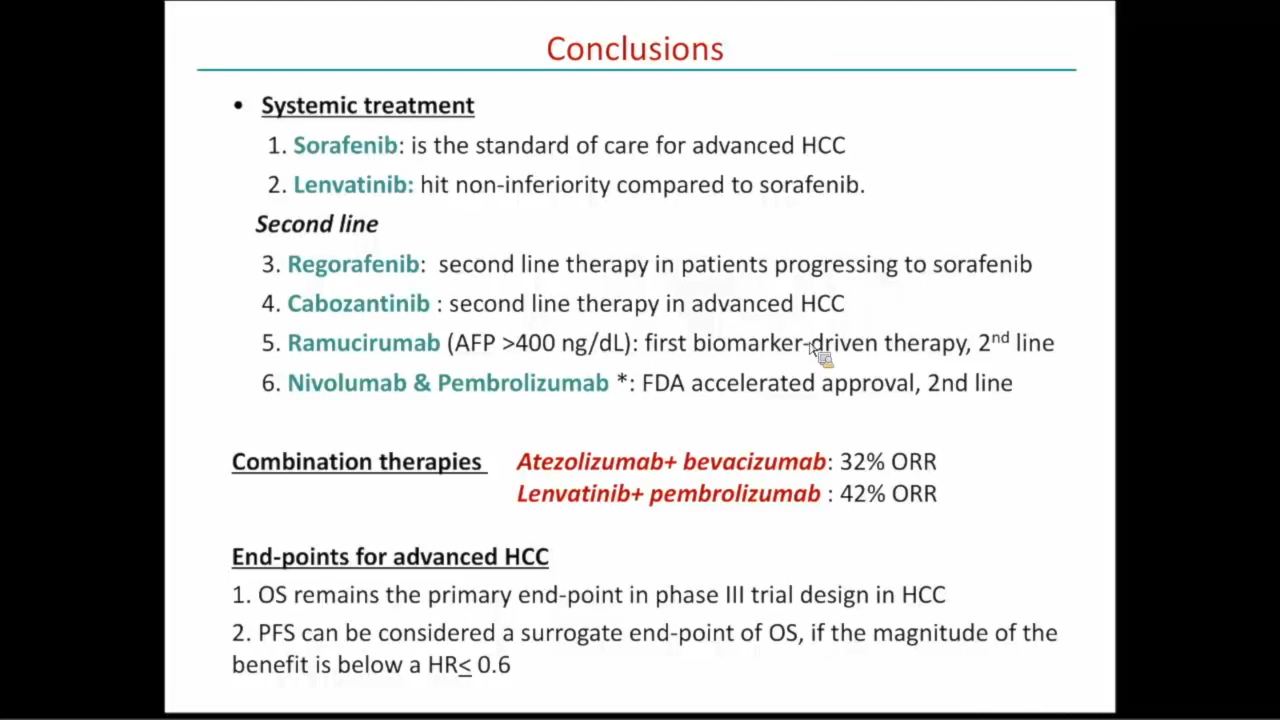 Conclusions
• Systemic treatment
1. Sorafenib: is the standard of care for advanced HCC
2. Lenvatinib: hit non-inferiority compared to sorafenib.
Second line
3. Regorafenib: second line therapy in patients progressing to sorafenib
4. Cabozantinib : second line therapy in advanced HCC
5. Ramucirumab (AFP >400 ng/dL): first biomarker-driven therapy, 2nd line
6. Nivolumab & Pembrolizumab *: FDA accelerated approval, 2nd line
Combination therapies Atezolizumab+ bevacizumab: 32% ORR
Lenvatinib+ pembrolizumab : 42% ORR
End-points for advanced HCC
1. OS remains the primary end-point in phase III trial design in HCC
2. PFS can be considered a surrogate end-point of OS, if the magnitude of the
benefit is below a HR≤ 0.6